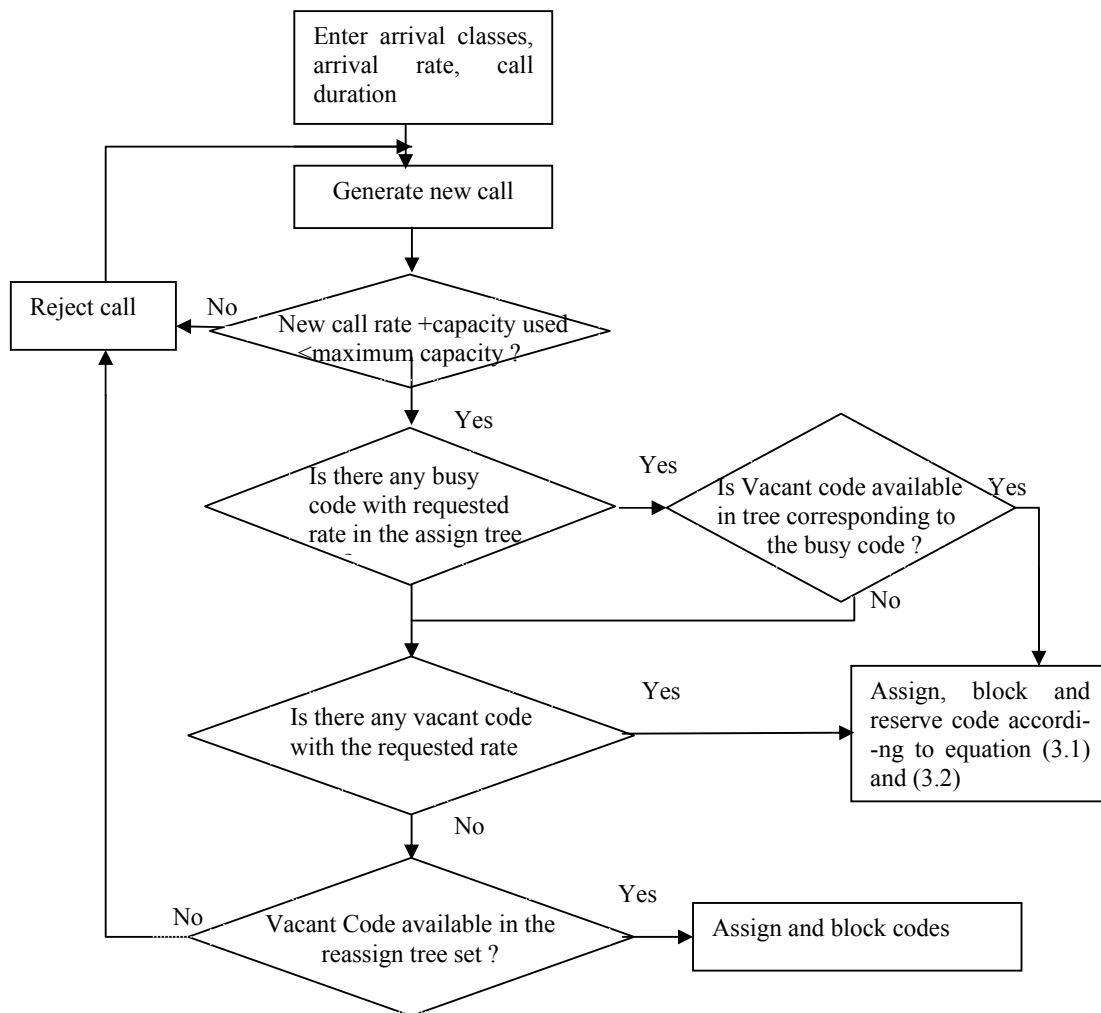 Enter arrival classes,
arrival rate, call
duration
Generate new call
Reject call
No
New call rate +capacity used
<maximum capacity ?
Yes
Is there any busy
code with requested
rate in the assign tree
Yes
Is Vacant code available
in tree corresponding to
the busy code ?
Yes
No
Is there any vacant code
with the requested rate
Yes
Assign, block and
reserve code accordi-
-ng to equation (3.1)
and (3.2)
No
Vacant Code available in the
reassign tree set ?
No
Yes
Assign and block codes